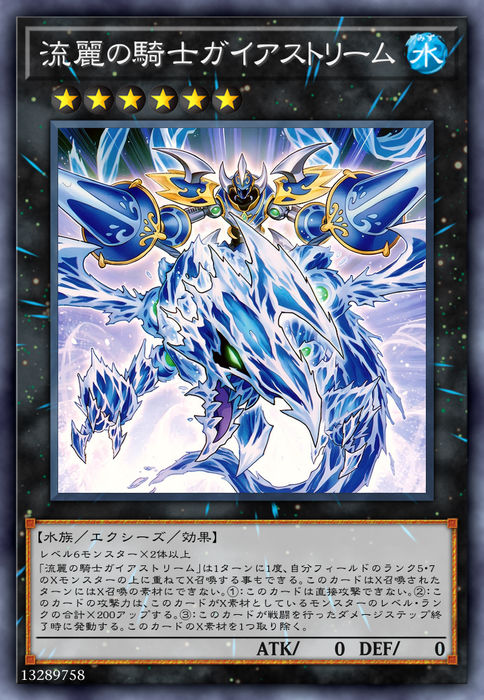 流麗の騎士ガイアストリーム
水
【水族／エクシーズ／効果】
レベル6モンスター×2体以上
「流麗の騎士ガイアストリーム」は1ターンに1度、自分フィールドのランク5・7
のXモンスターの上に重ねてX召喚する事もできる。このカードはX召喚された
ターンにはX召喚の素材にできない。①：このカードは直接攻撃できない。②：こ
のカードの攻撃力は、このカードがX素材としているモンスターのレベル・ラン
クの合計×200アップする。③：このカードが戦闘を行ったダメージステップ終
了時に発動する。このカードのX素材を1つ取り除く。
ATK/ 0 DEF/ 0
13289758